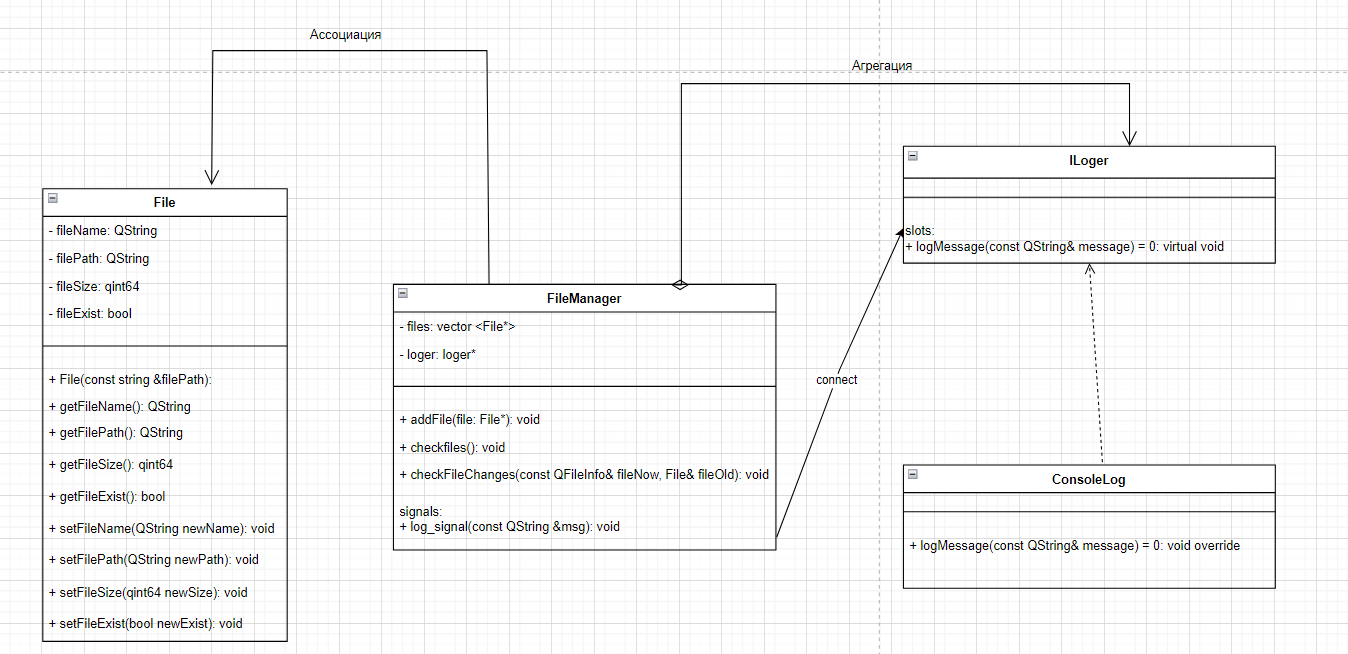 Ассоциация
Агрегация
File
- fileName: QString
- filePath: QString
- fileSize: qint64
- fileExist: bool
+ File(const string &filePath):
+ getFileName(): QString
+ getFilePath(): QString
+ getFileSize(): qint64
+ getFileExist(): bool
+ setFileName(QString newName): void
+ setFilePath(QString newPath): void
+ setFileSize(qint64 newSize): void
+ setFileExist(bool newExist): void
FileManager
- files: vector <File*>
- loger: loger*
+ addFile(file: File*): void
+ checkfiles(): void
+ checkFileChanges(const QFileInfo& fileNow, File& fileOld): void
signals:
+ log_signal(const QString &msg): void
connect
ILoger
slots:
+ logMessage(const QString& message) = 0: virtual void
ConsoleLog
+ logMessage(const QString& message) = 0: void override